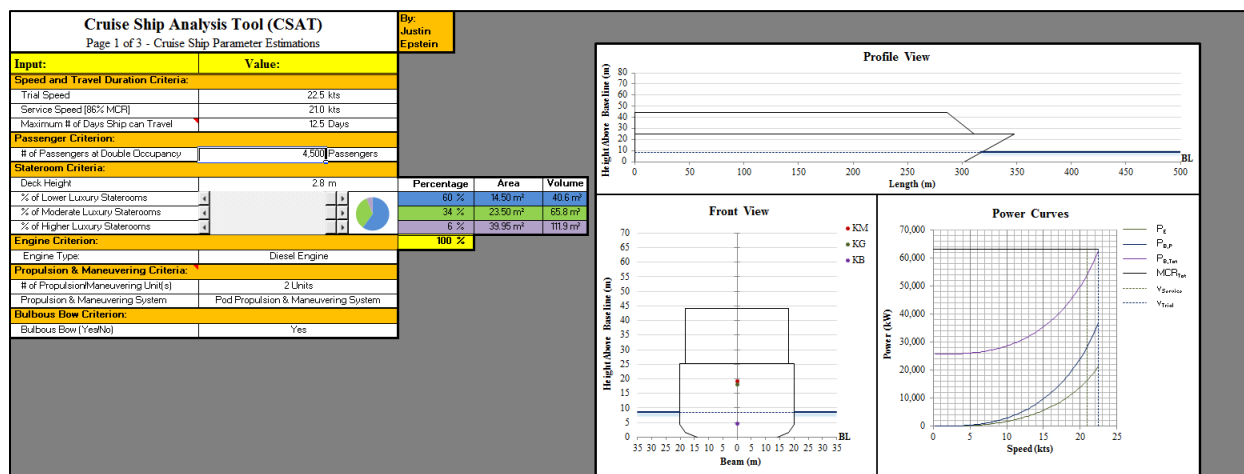 Cruise Ship Analysis Tool (CSAT)
Page 1 of 3 - Cruise Ship Parameter Estimations
By:
Justin
Epstein
Input: Value:
Speed and Travel Duration Criteria:
Trial Speed 22.5 kts
Service Speed [86% MCR] 21.0 kts
Maximum # of Days Ship can Travel 12.5 Days
Passenger Criterion:
# of Passengers at Double Occupancy 4,500 Passengers
Stateroom Criteria:
Deck Height 2.8 m
Percentage Area Volume
% of Lower Luxury Staterooms 60 % 14.50 m² 40.6 m³
% of Moderate Luxury Staterooms 34 % 23.50 m² 65.8 m³
% of Higher Luxury Staterooms 6 % 39.95 m² 111.9 m³
Engine Criterion: 100 %
Engine Type: Diesel Engine
Propulsion & Maneuvering Criteria:
# of Propulsion/Maneuvering Unit(s) 2 Units
Propulsion & Maneuvering System Pod Propulsion & Maneuvering System
Bulbous Bow Criterion:
Bulbous Bow (Yes/No) Yes
Profile View
Height Above Baseline (m)
80
70
60
50
40
30
20
10
0
BL
0 50 100 150 200 250 300 350 400 450 500
Length (m)
Front View
KM
KG
KB
Height Above Baseline (m)
70
65
60
55
50
45
40
35
30
25
20
15
10
5
0
BL
35 30 25 20 15 10 5 0 5 10 15 20 25 30 35
Beam (m)
Power Curves
Power (kW)
70,000
60,000
50,000
40,000
30,000
20,000
10,000
0
0 5 10 15 20 25
Speed (kts)
P_E
P_B,P
P_B,Tot
MCR_Tot
v_Service
v_Trial